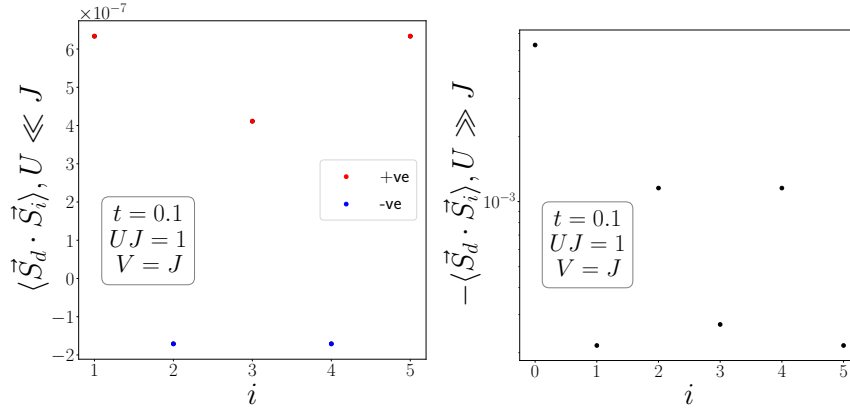 ×10⁻⁷
6
5
4
3
2
1
0
−1
−2
⟨S⃗_d · S⃗_i⟩, U ≪ J
+ve
-ve
t = 0.1
UJ = 1
V = J
1 2 3 4 5
i
10⁻³
−⟨S⃗_d · S⃗_i⟩, U ≫ J
t = 0.1
UJ = 1
V = J
0 1 2 3 4 5
i